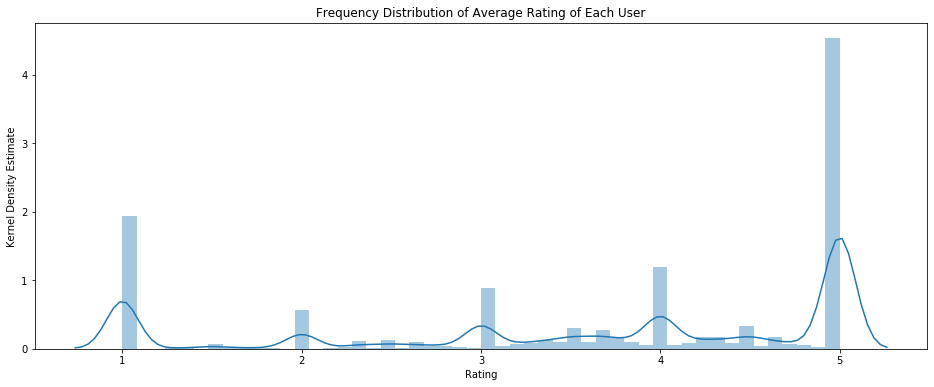 Frequency Distribution of Average Rating of Each User
Kernel Density Estimate
4
3
2
1
0
1 2 3 4 5
Rating